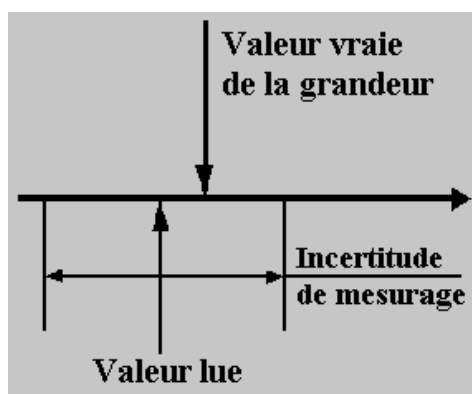 Valeur vraie
de la grandeur
Incertitude
de mesurage
Valeur lue